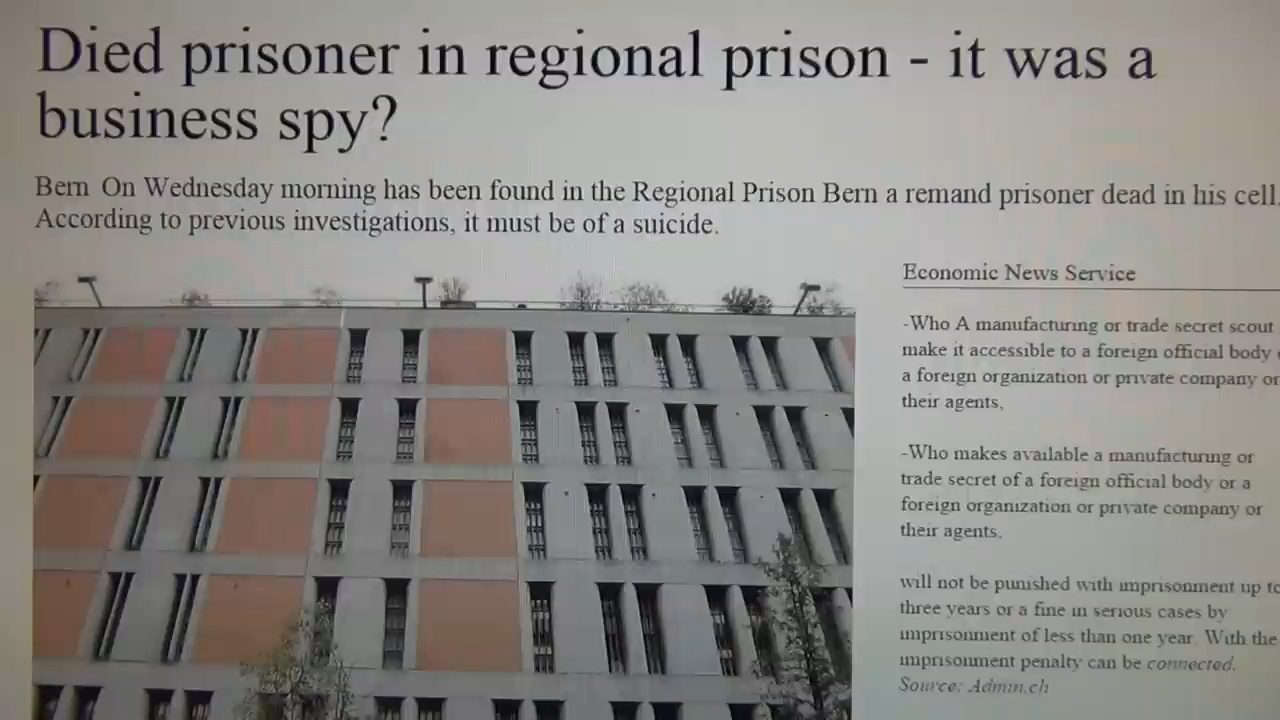 Died prisoner in regional prison - it was a
business spy?
Bern On Wednesday morning has been found in the Regional Prison Bern a remand prisoner dead in his cell.
According to previous investigations, it must be of a suicide.
Economic News Service
-Who A manufacturing or trade secret scout
make it accessible to a foreign official body
a foreign organization or private company or
their agents,
-Who makes available a manufacturing or
trade secret of a foreign official body or a
foreign organization or private company or
their agents,
will not be punished with imprisonment up to
three years or a fine in serious cases by
imprisonment of less than one year. With the
imprisonment penalty can be connected.
Source: Admin.ch